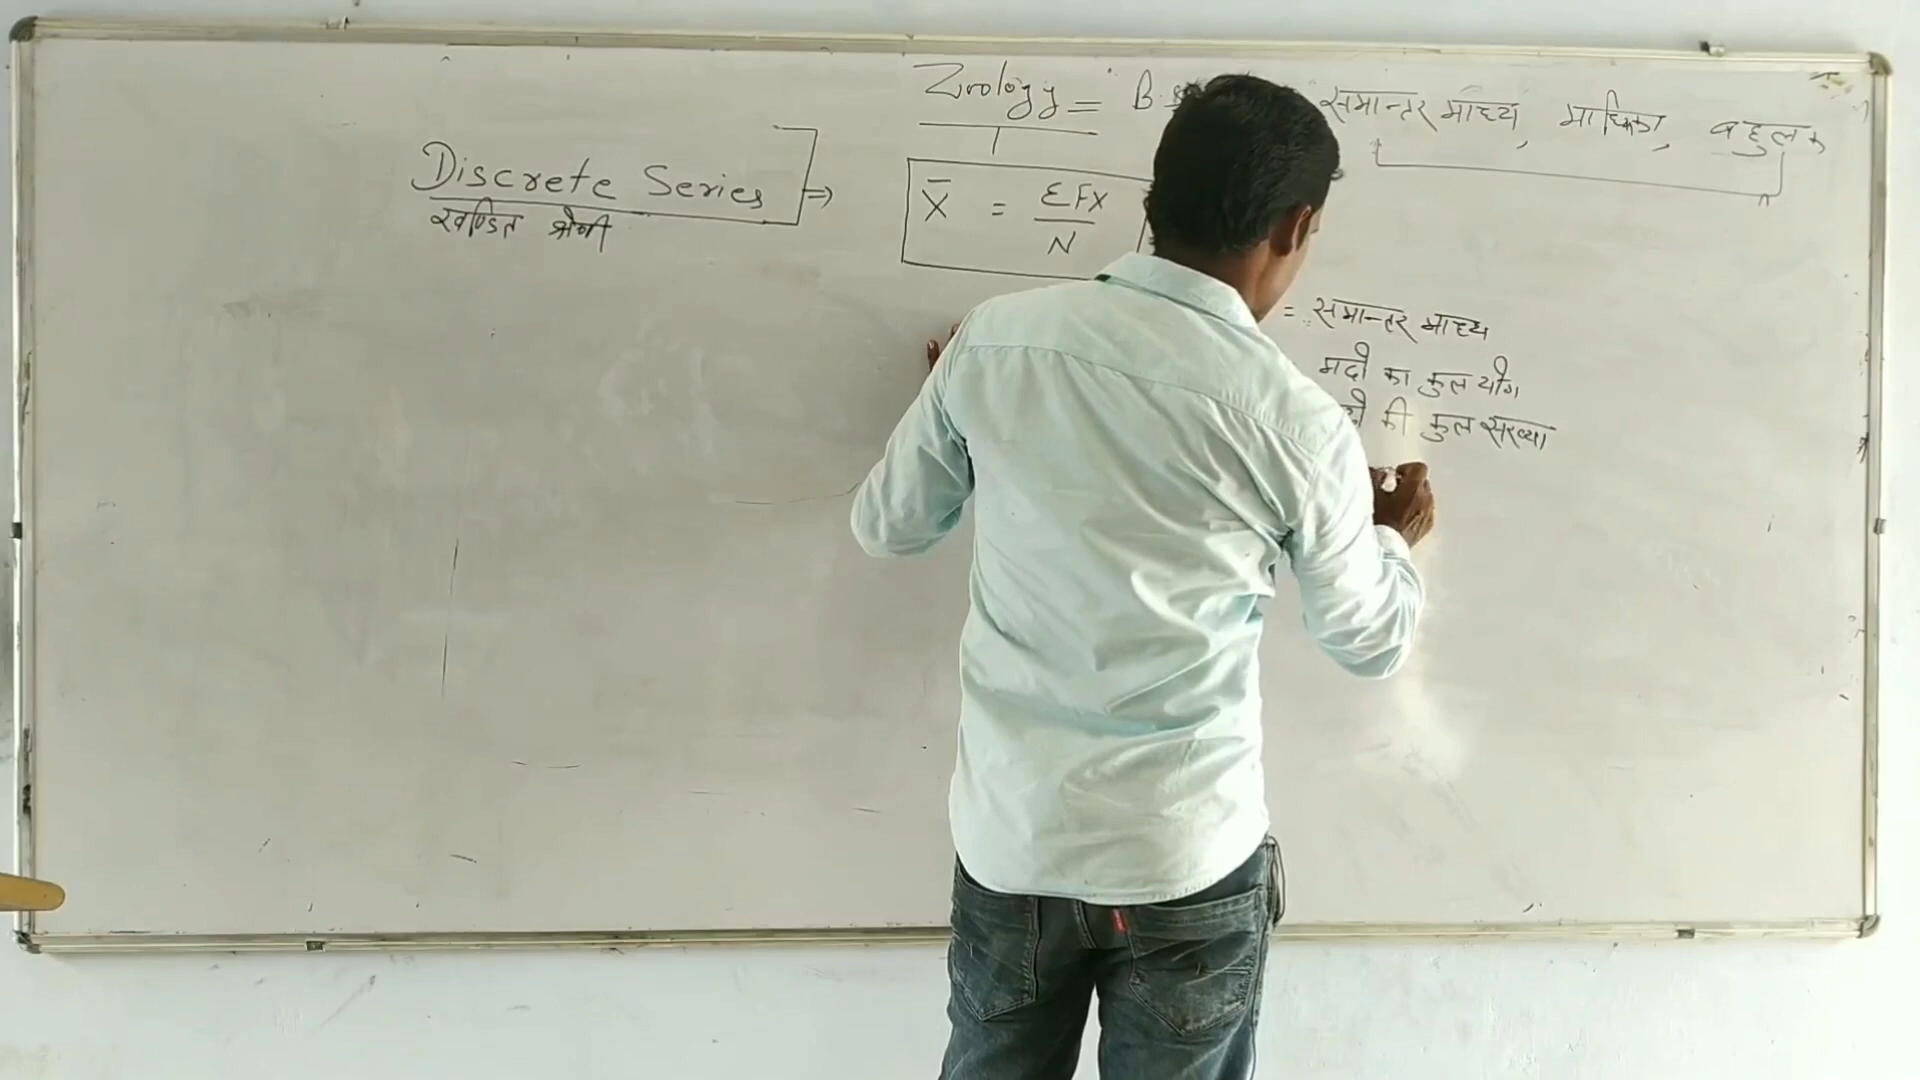 Zoology = B.S समान्तर माध्य, माध्यिका, बहुलक
Discrete Series ⇒
खण्डित श्रेणी
X̄ = ΣFX / N
= समान्तर माध्य
मदों का कुल योग
की कुल संख्या